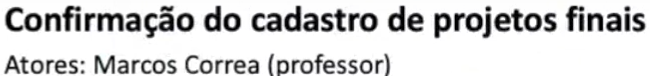 Confirmação do cadastro de projetos finais
Atores: Marcos Correa (professor)